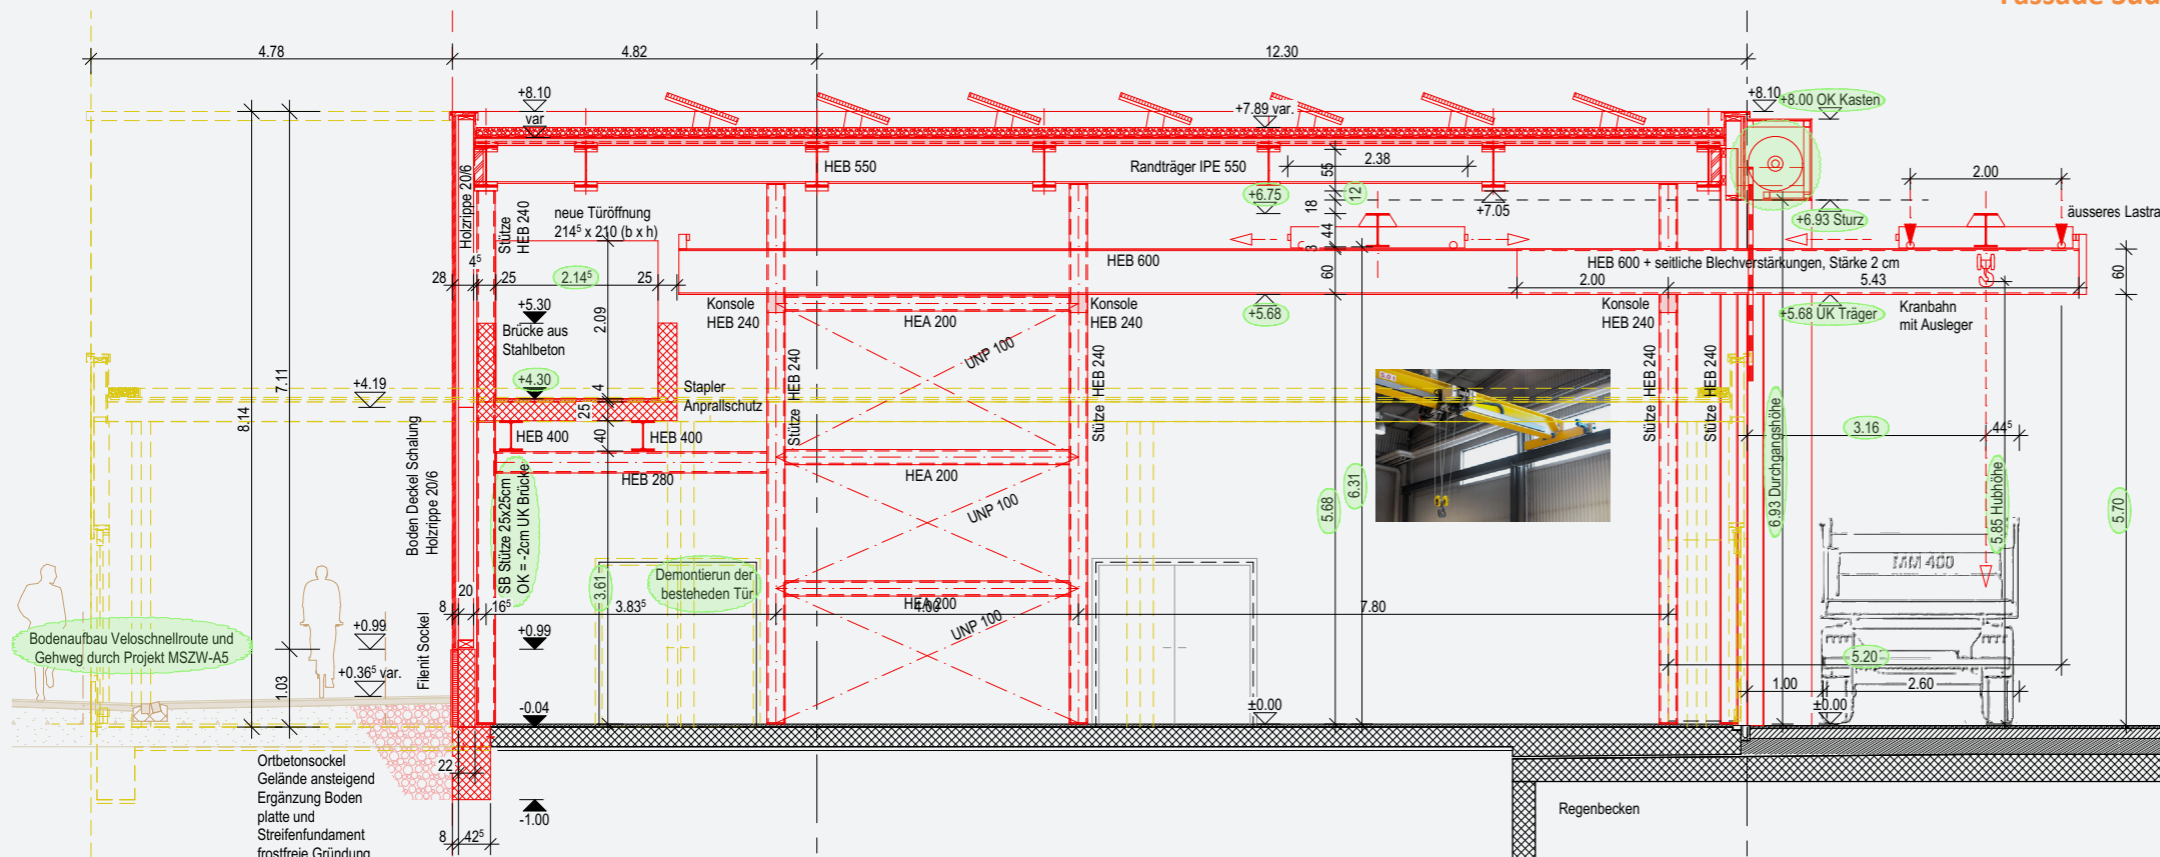 Fassade Süd
4.78
4.82
12.30
+8.10
var
+7.89 var.
+8.10
+8.00 OK Kasten
HEB 550
Randträger IPE 550
2.38
55
12
18
44
3
60
+6.75
+7.05
+6.93 Sturz
2.00
äusseres Lastra
Holzrippe 20/6
Stütze
HEB 240
neue Türöffnung
214⁵ x 210 (b x h)
28
4⁵
25
2.14⁵
25
HEB 600
HEB 600 + seitliche Blechverstärkungen, Stärke 2 cm
2.00
5.43
60
+5.30
Brücke aus
Stahlbeton
2.09
Konsole
HEB 240
HEA 200
Konsole
HEB 240
+5.68
Konsole
HEB 240
+5.68 UK Träger
Kranbahn
mit Ausleger
8.14
7.11
+4.19
+4.30
4
25
40
Stapler
Anprallschutz
HEB 400
HEB 400
HEB 280
Stütze HEB 240
UNP 100
HEA 200
UNP 100
Stütze HEB 240
5.68
6.31
Stütze HEB 240
Stütze HEB 240
6.93 Durchgangshöhe
3.16
44⁵
5.85 Hubhöhe
5.70
Boden Deckel Schalung
Holzrippe 20/6
SB Stütze 25x25cm
OK = -2cm UK Brücke
3.61
Demontierun der
besteheden Tür
MM 400
8
20
16⁵
3.83⁵
HEA 200
4.00
7.80
UNP 100
Bodenaufbau Veloschnellroute und
Gehweg durch Projekt MSZW-A5
+0.99
+0.36⁵ var.
Filenit Sockel
+0.99
1.03
-0.04
±0.00
5.20
1.00
2.60
±0.00
22
Ortbetonsockel
Gelände ansteigend
Ergänzung Boden
platte und
Streifenfundament
frostfreie Gründung
-1.00
8
42⁵
Regenbecken